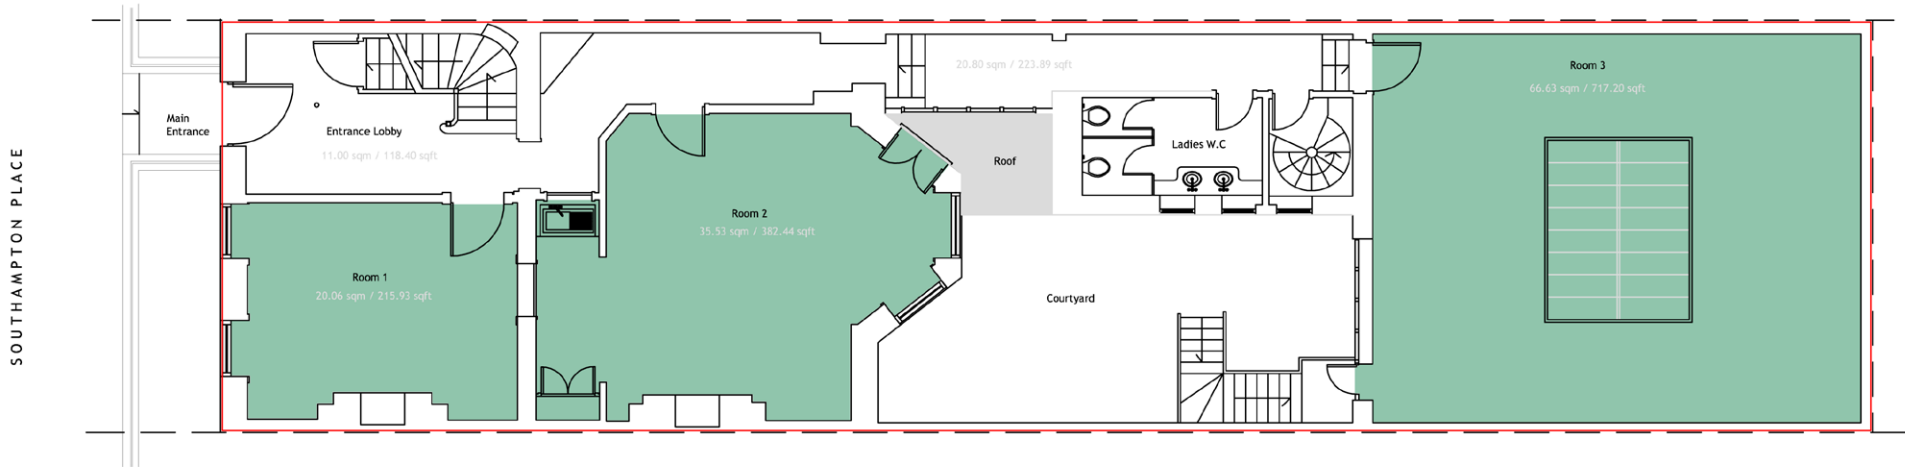 SOUTHAMPTON PLACE
Main
Entrance
Entrance Lobby
11.00 sqm / 118.40 sqft
Room 1
20.06 sqm / 215.93 sqft
Room 2
35.53 sqm / 382.44 sqft
20.80 sqm / 223.89 sqft
Roof
Ladies W.C
Courtyard
Room 3
66.63 sqm / 717.20 sqft